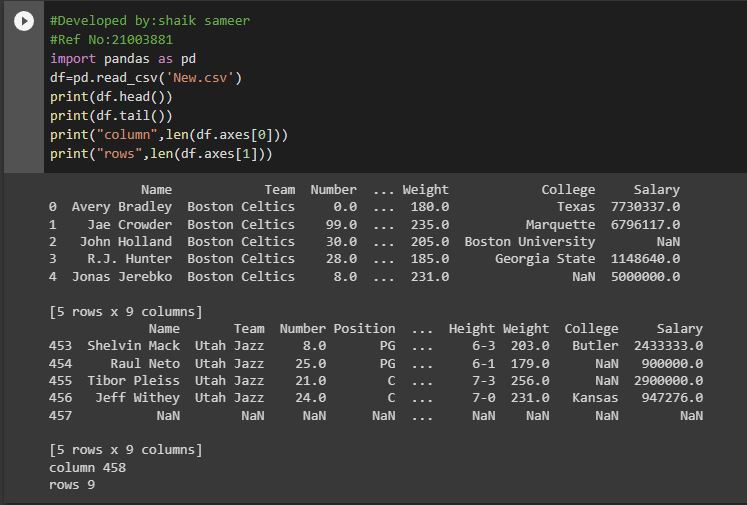 #Developed by:shaik sameer
#Ref No:21003881
import pandas as pd
df=pd.read_csv('New.csv')
print(df.head())
print(df.tail())
print("column",len(df.axes[0]))
print("rows",len(df.axes[1]))
            Name            Team  Number  ... Weight            College     Salary
0  Avery Bradley  Boston Celtics     0.0  ...  180.0              Texas  7730337.0
1    Jae Crowder  Boston Celtics    99.0  ...  235.0          Marquette  6796117.0
2   John Holland  Boston Celtics    30.0  ...  205.0  Boston University        NaN
3    R.J. Hunter  Boston Celtics    28.0  ...  185.0      Georgia State  1148640.0
4  Jonas Jerebko  Boston Celtics     8.0  ...  231.0                NaN  5000000.0
[5 rows x 9 columns]
             Name       Team  Number Position  ...  Height Weight  College     Salary
453  Shelvin Mack  Utah Jazz     8.0       PG  ...     6-3  203.0   Butler  2433333.0
454     Raul Neto  Utah Jazz    25.0       PG  ...     6-1  179.0      NaN   900000.0
455  Tibor Pleiss  Utah Jazz    21.0        C  ...     7-3  256.0      NaN  2900000.0
456   Jeff Withey  Utah Jazz    24.0        C  ...     7-0  231.0   Kansas   947276.0
457           NaN        NaN     NaN      NaN  ...     NaN    NaN      NaN        NaN
[5 rows x 9 columns]
column 458
rows 9